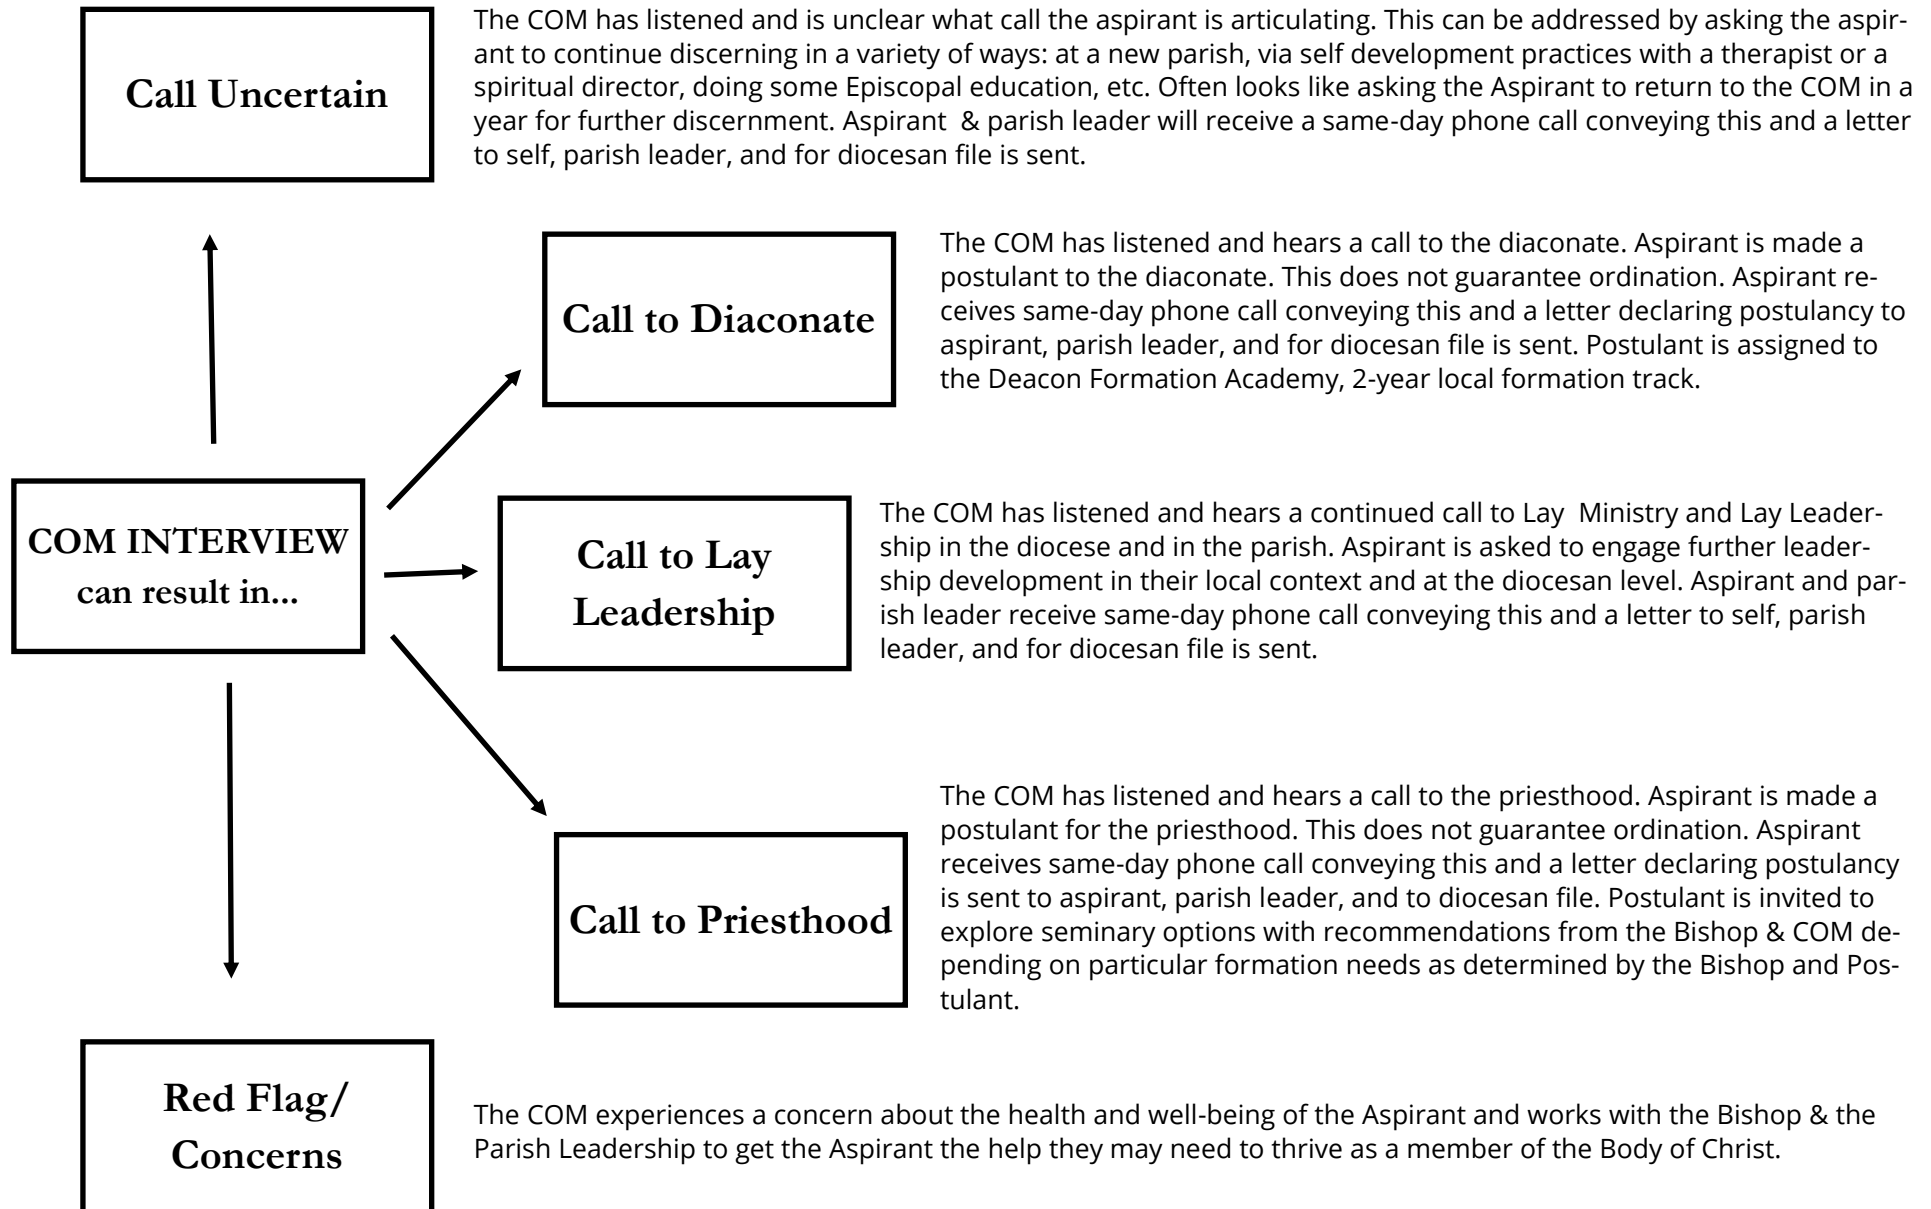 Call Uncertain
The COM has listened and is unclear what call the aspirant is articulating. This can be addressed by asking the aspir-
ant to continue discerning in a variety of ways: at a new parish, via self development practices with a therapist or a
spiritual director, doing some Episcopal education, etc. Often looks like asking the Aspirant to return to the COM in a
year for further discernment. Aspirant & parish leader will receive a same-day phone call conveying this and a letter
to self, parish leader, and for diocesan file is sent.
Call to Diaconate
The COM has listened and hears a call to the diaconate. Aspirant is made a
postulant to the diaconate. This does not guarantee ordination. Aspirant re-
ceives same-day phone call conveying this and a letter declaring postulancy to
aspirant, parish leader, and for diocesan file is sent. Postulant is assigned to
the Deacon Formation Academy, 2-year local formation track.
COM INTERVIEW
can result in...
Call to Lay
Leadership
The COM has listened and hears a continued call to Lay Ministry and Lay Leader-
ship in the diocese and in the parish. Aspirant is asked to engage further leader-
ship development in their local context and at the diocesan level. Aspirant and par-
ish leader receive same-day phone call conveying this and a letter to self, parish
leader, and for diocesan file is sent.
Call to Priesthood
The COM has listened and hears a call to the priesthood. Aspirant is made a
postulant for the priesthood. This does not guarantee ordination. Aspirant
receives same-day phone call conveying this and a letter declaring postulancy
is sent to aspirant, parish leader, and to diocesan file. Postulant is invited to
explore seminary options with recommendations from the Bishop & COM de-
pending on particular formation needs as determined by the Bishop and Pos-
tulant.
Red Flag/
Concerns
The COM experiences a concern about the health and well-being of the Aspirant and works with the Bishop & the
Parish Leadership to get the Aspirant the help they may need to thrive as a member of the Body of Christ.